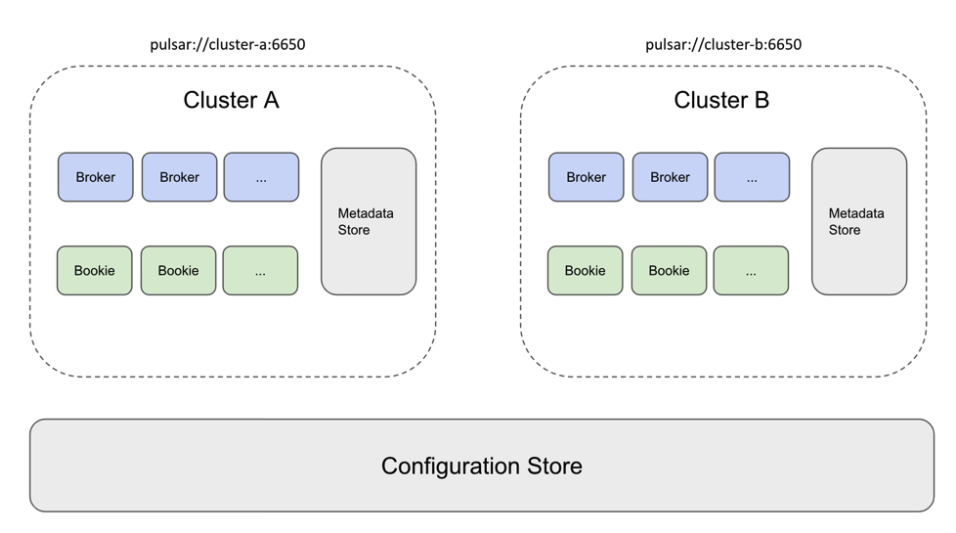 pulsar://cluster-a:6650
pulsar://cluster-b:6650
Cluster A
Cluster B
Broker
Broker
...
Metadata
Store
Broker
Broker
...
Metadata
Store
Bookie
Bookie
...
Bookie
Bookie
...
Configuration Store